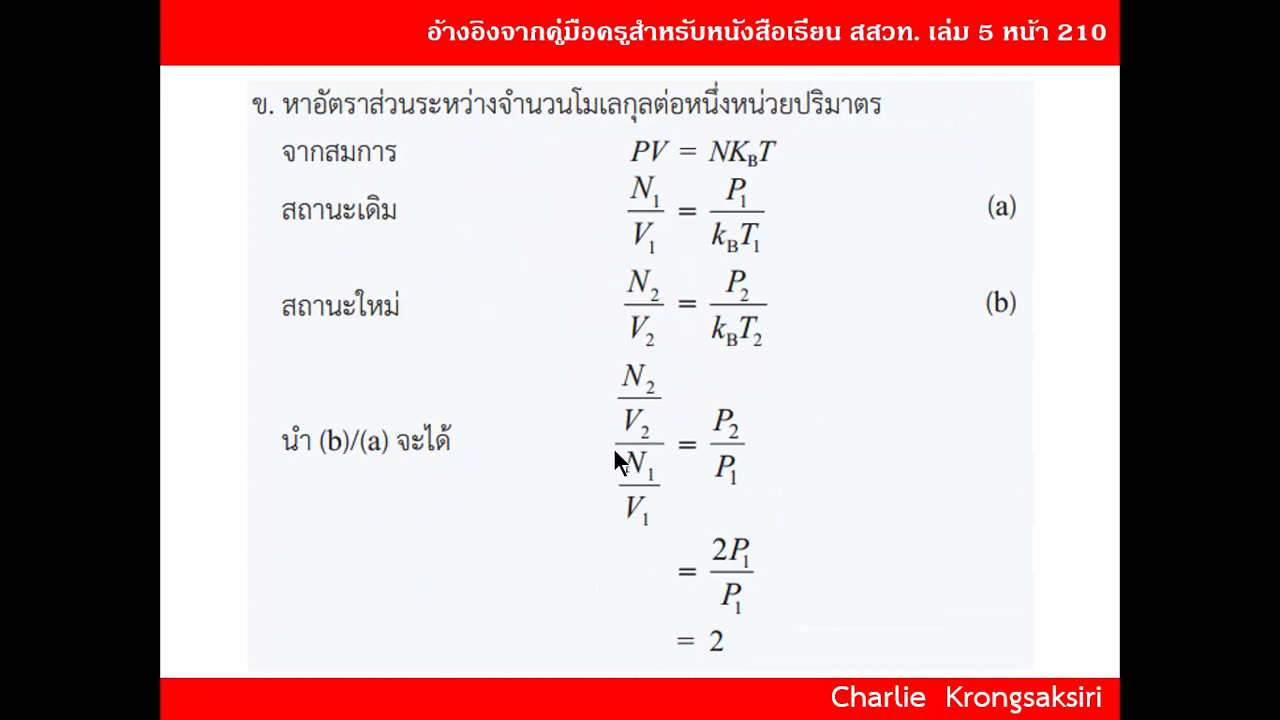 อ้างอิงจากคู่มือครูสำหรับหนังสือเรียน สสวท. เล่ม 5 หน้า 210
ข. หาอัตราส่วนระหว่างจำนวนโมเลกุลต่อหนึ่งหน่วยปริมาตร
จากสมการ PV = NK_BT
สถานะเดิม N₁/V₁ = P₁/k_BT₁ (a)
สถานะใหม่ N₂/V₂ = P₂/k_BT₂ (b)
นำ (b)/(a) จะได้ (N₂/V₂)/(N₁/V₁) = P₂/P₁
= 2P₁/P₁
= 2
Charlie Krongsaksiri